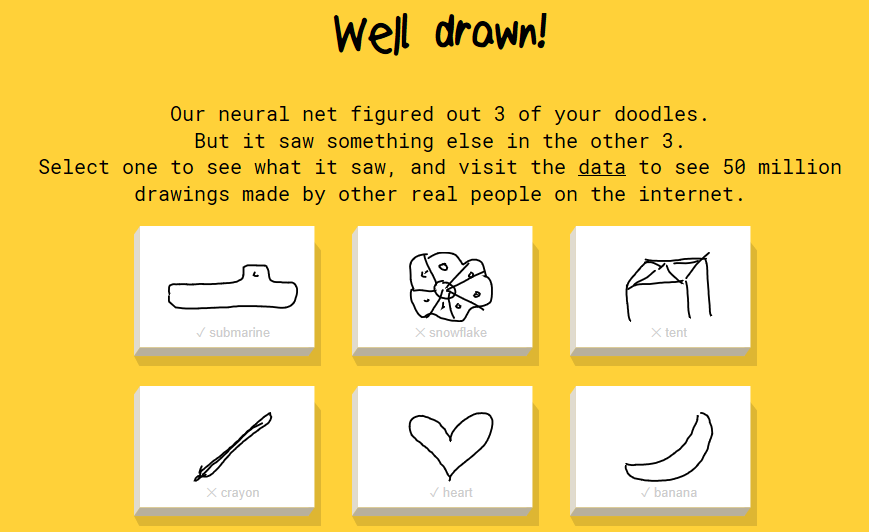 Well drawn!
Our neural net figured out 3 of your doodles.
But it saw something else in the other 3.
Select one to see what it saw, and visit the data to see 50 million
drawings made by other real people on the internet.
✓ submarine
✕ snowflake
✕ tent
✕ crayon
✓ heart
✓ banana